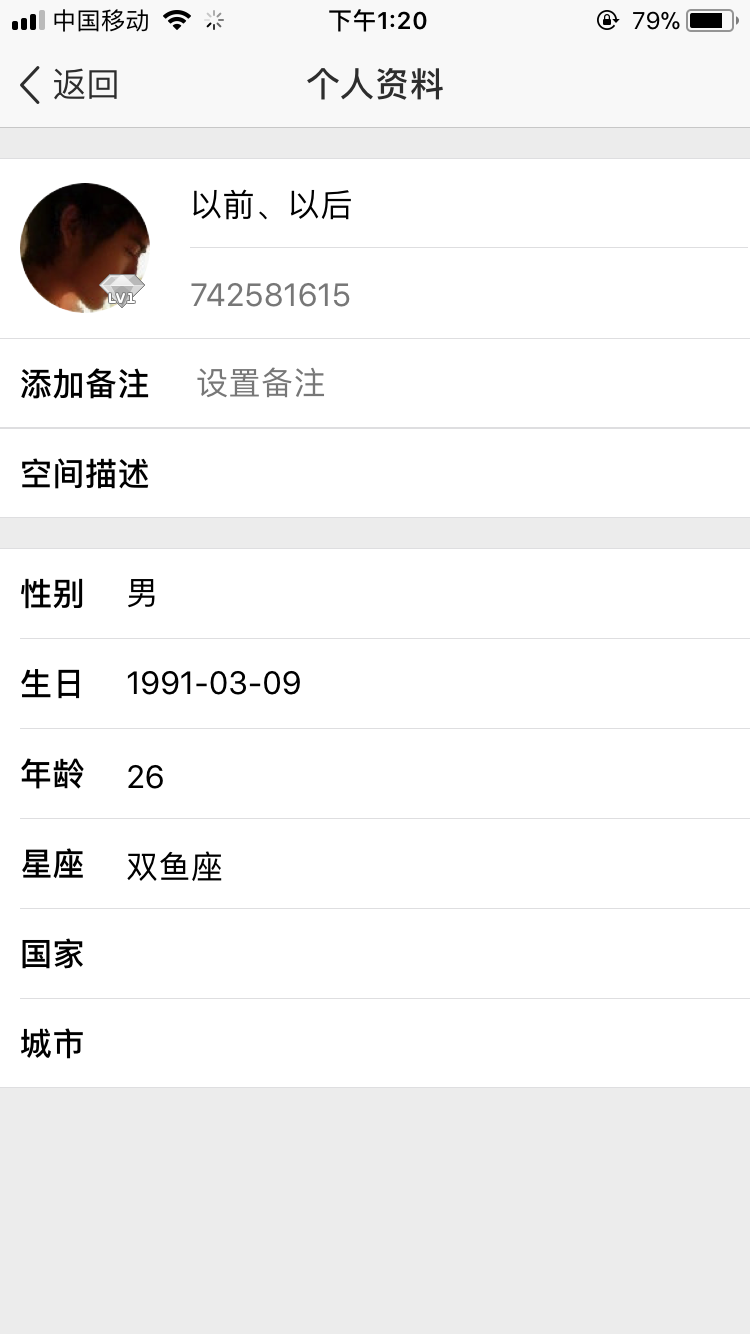 中国移动 下午1:20 79%
返回 个人资料
以前、以后
LV1
742581615
添加备注 设置备注
空间描述
性别 男
生日 1991-03-09
年龄 26
星座 双鱼座
国家
城市